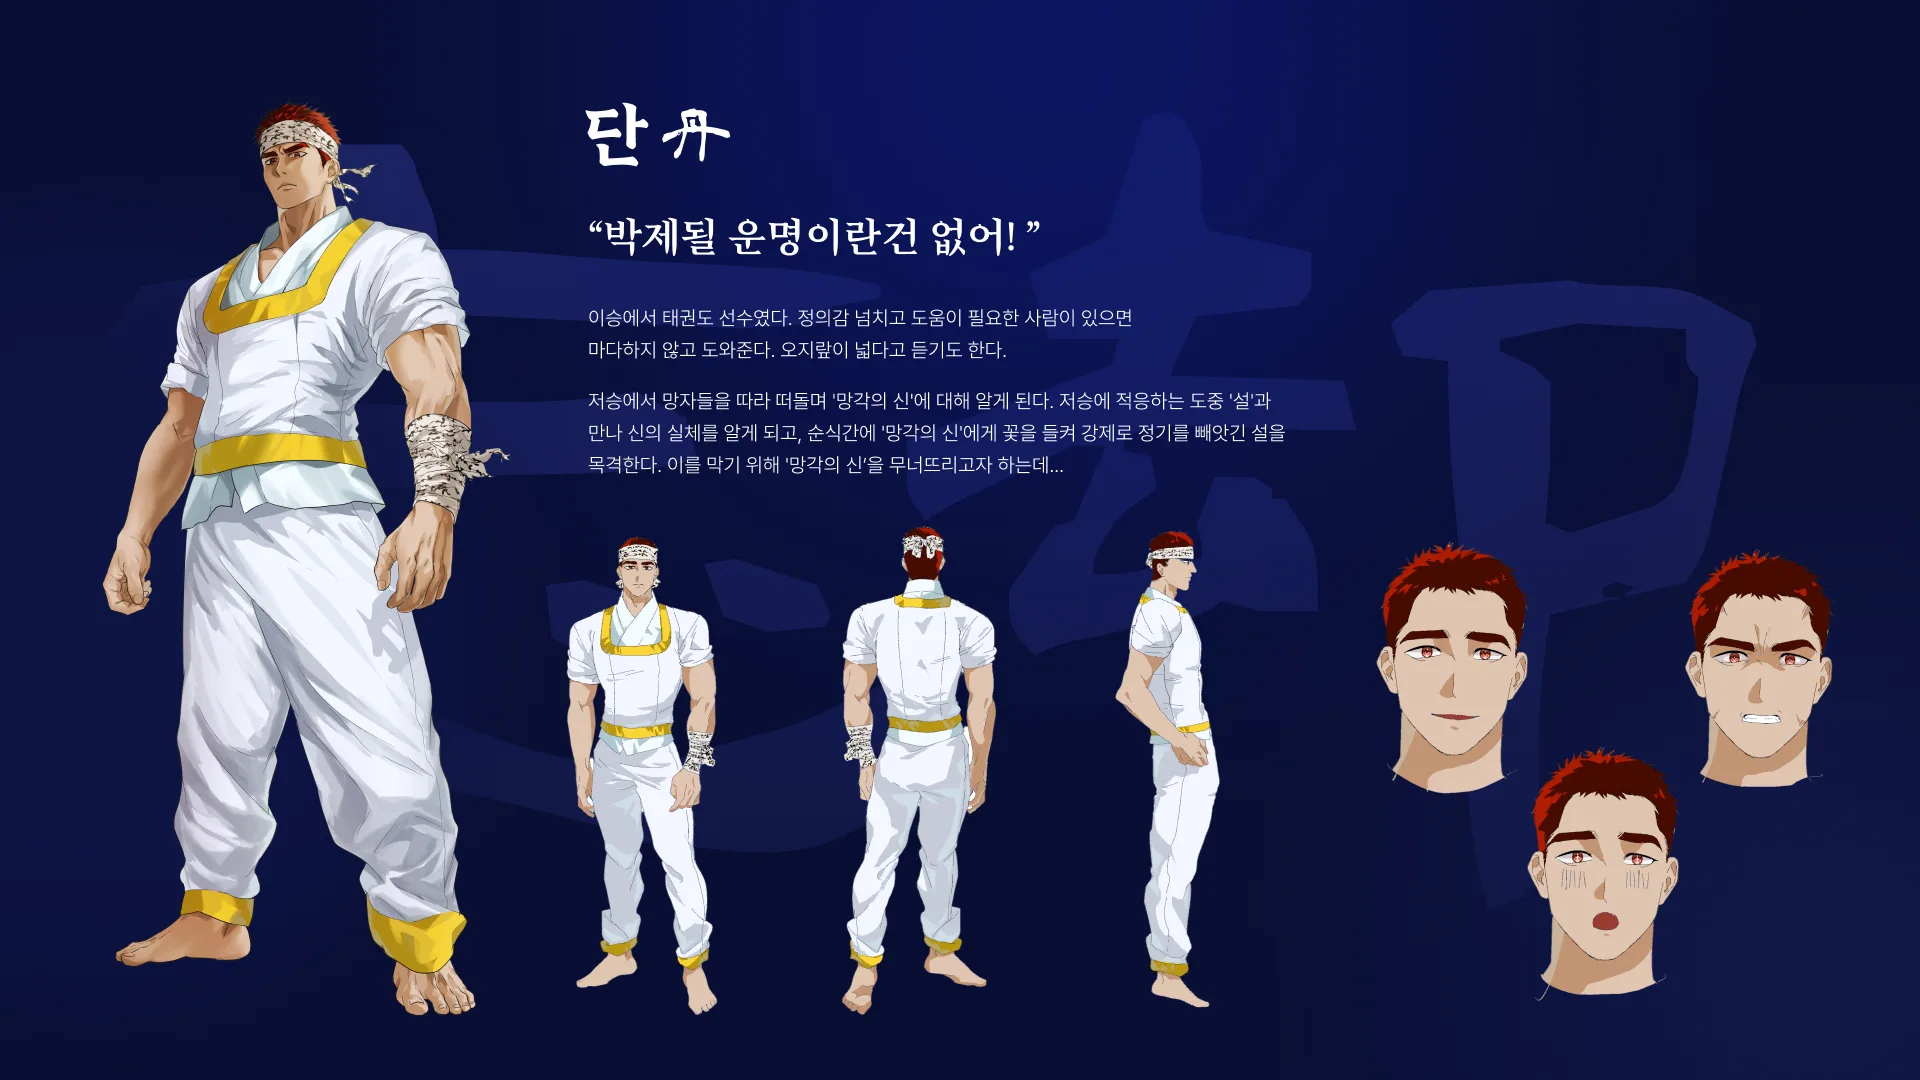 단 丹
“박제될 운명이란건 없어! ”
이승에서 태권도 선수였다. 정의감 넘치고 도움이 필요한 사람이 있으면
마다하지 않고 도와준다. 오지랖이 넓다고 듣기도 한다.
저승에서 망자들을 따라 떠돌며 '망각의 신'에 대해 알게 된다. 저승에 적응하는 도중 '설'과
만나 신의 실체를 알게 되고, 순식간에 '망각의 신'에게 꽃을 들켜 강제로 정기를 빼앗긴 설을
목격한다. 이를 막기 위해 '망각의 신’을 무너뜨리고자 하는데...